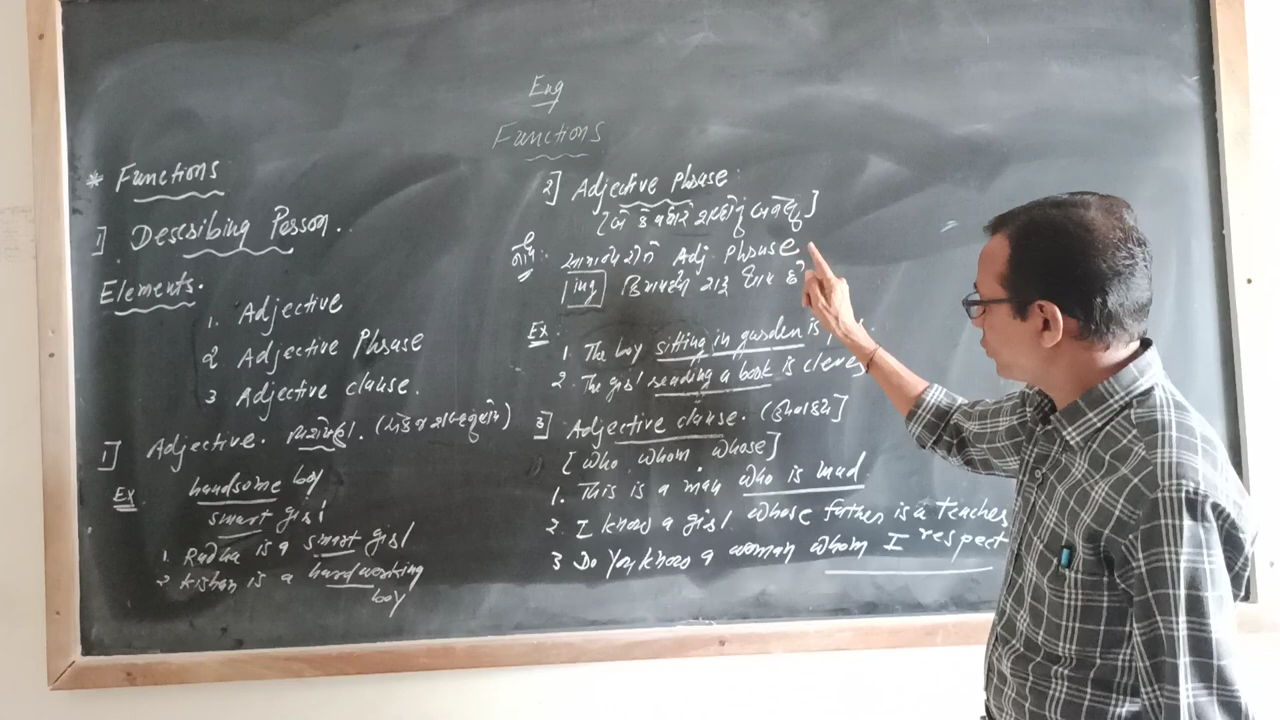 Eng
Functions
* Functions
1] Describing Person..
Elements.
1. Adjective
2 Adjective Phrase
3 Adjective clause.
1] Adjective.
Ex handsome boy
smart girl
1. Radha is a smart girl
2 Kishan is a hardworking
boy
2] Adjective Phrase:
[બે કે વધારે શબ્દોનું બનેલું]
નોંધ: સામાન્ય રીતે Adj. Phrase
ing થી શરૂ થાય છે
Ex.
1. The boy sitting in garden is
2. The girl reading a book is clever
3] Adjective clause.
[who whom whose]
1. This is a man who is mad.
2. I know a girl whose father is a teacher
3 Do You know a woman whom I respect